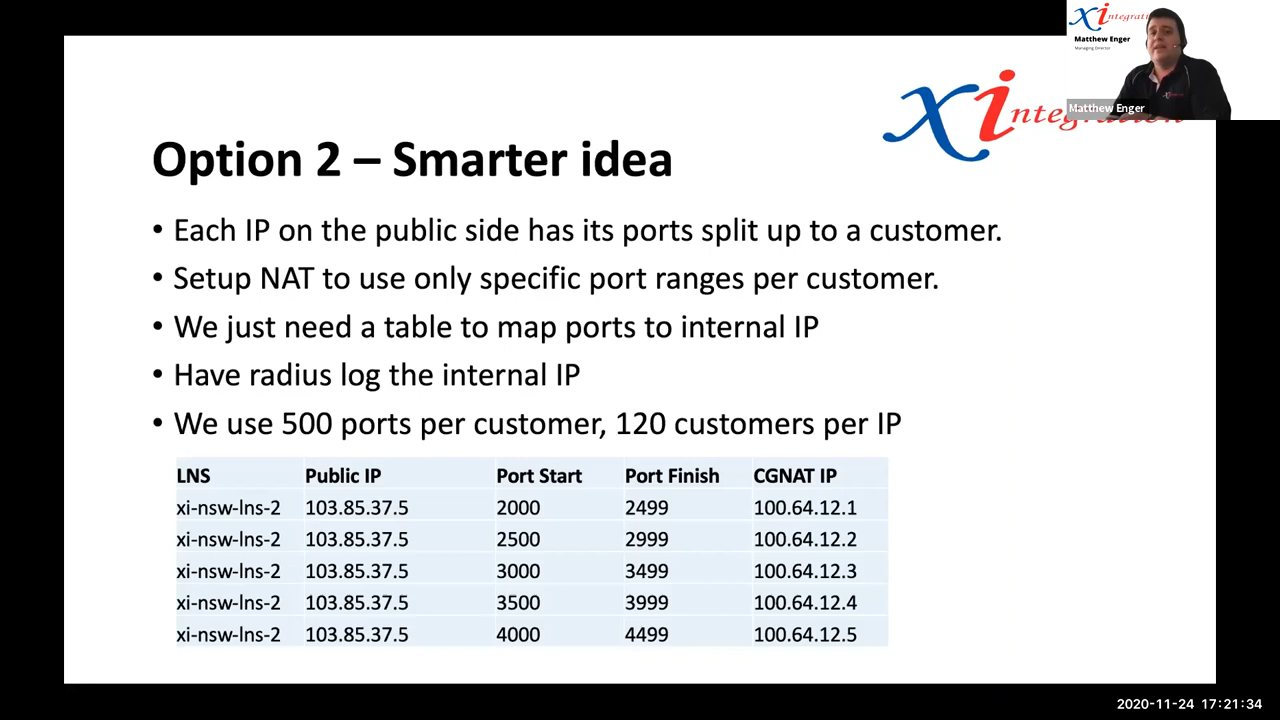 xintegrati
Matthew Enger
Managing Director
Matthew Enger
xintegration
Option 2 – Smarter idea
• Each IP on the public side has its ports split up to a customer.
• Setup NAT to use only specific port ranges per customer.
• We just need a table to map ports to internal IP
• Have radius log the internal IP
• We use 500 ports per customer, 120 customers per IP
LNS Public IP Port Start Port Finish CGNAT IP
xi-nsw-lns-2 103.85.37.5 2000 2499 100.64.12.1
xi-nsw-lns-2 103.85.37.5 2500 2999 100.64.12.2
xi-nsw-lns-2 103.85.37.5 3000 3499 100.64.12.3
xi-nsw-lns-2 103.85.37.5 3500 3999 100.64.12.4
xi-nsw-lns-2 103.85.37.5 4000 4499 100.64.12.5
2020-11-24 17:21:34